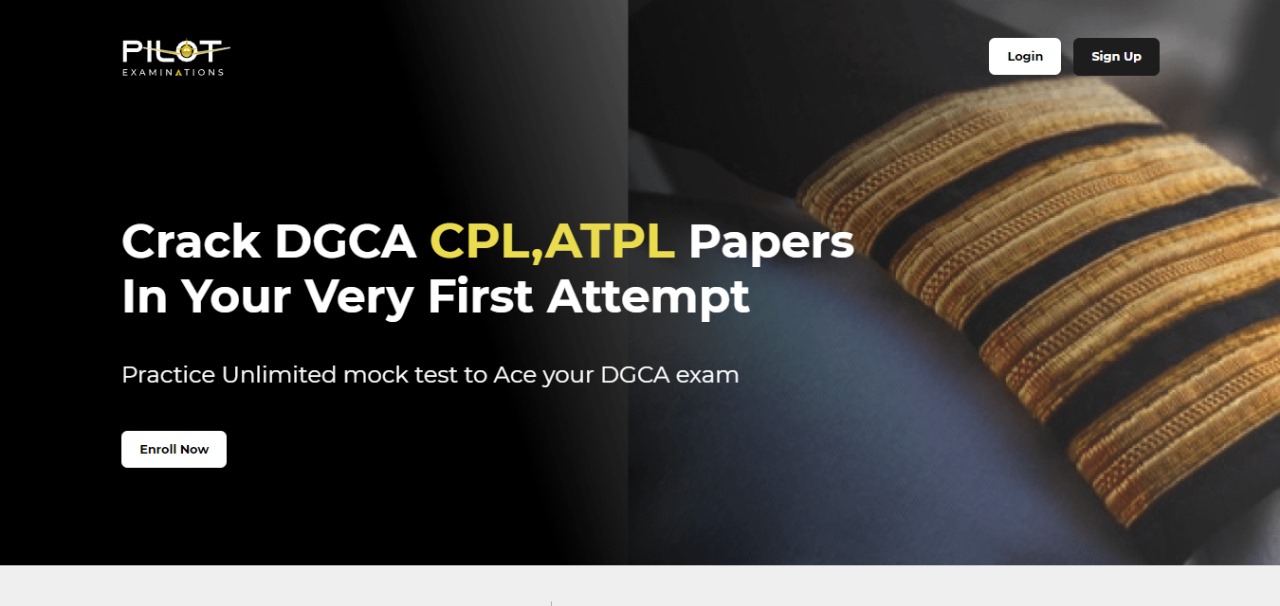 PILOT
EXAMINATIONS
Login
Sign Up
Crack DGCA CPL,ATPL Papers
In Your Very First Attempt
Practice Unlimited mock test to Ace your DGCA exam
Enroll Now